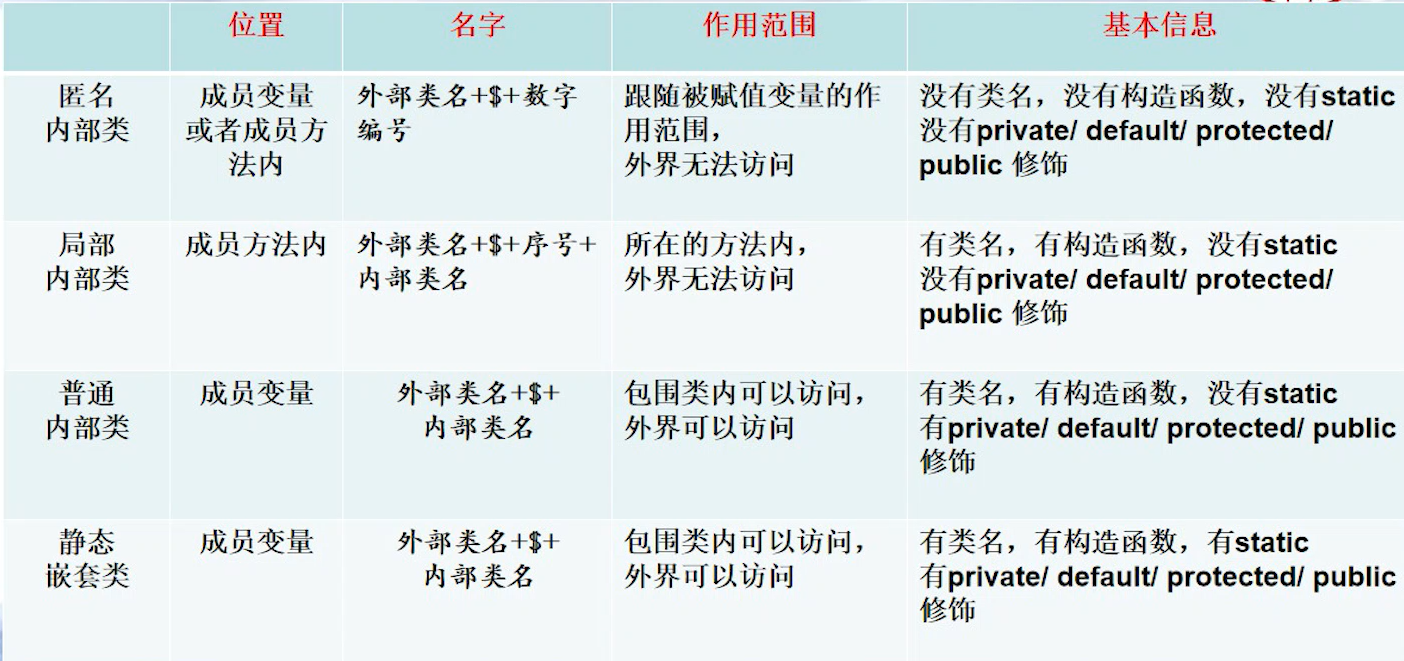 位置
名字
作用范围
基本信息
匿名
内部类
成员变量
或者成员方
法内
外部类名+$+数字
编号
跟随被赋值变量的作
用范围，
外界无法访问
没有类名，没有构造函数，没有static
没有private/ default/ protected/
public 修饰
局部
内部类
成员方法内
外部类名+$+序号+
内部类名
所在的方法内，
外界无法访问
有类名，有构造函数，没有static
没有private/ default/ protected/
public 修饰
普通
内部类
成员变量
外部类名+$+
内部类名
包围类内可以访问，
外界可以访问
有类名，有构造函数，没有static
有private/ default/ protected/ public
修饰
静态
嵌套类
成员变量
外部类名+$+
内部类名
包围类内可以访问，
外界可以访问
有类名，有构造函数，有static
有private/ default/ protected/ public
修饰